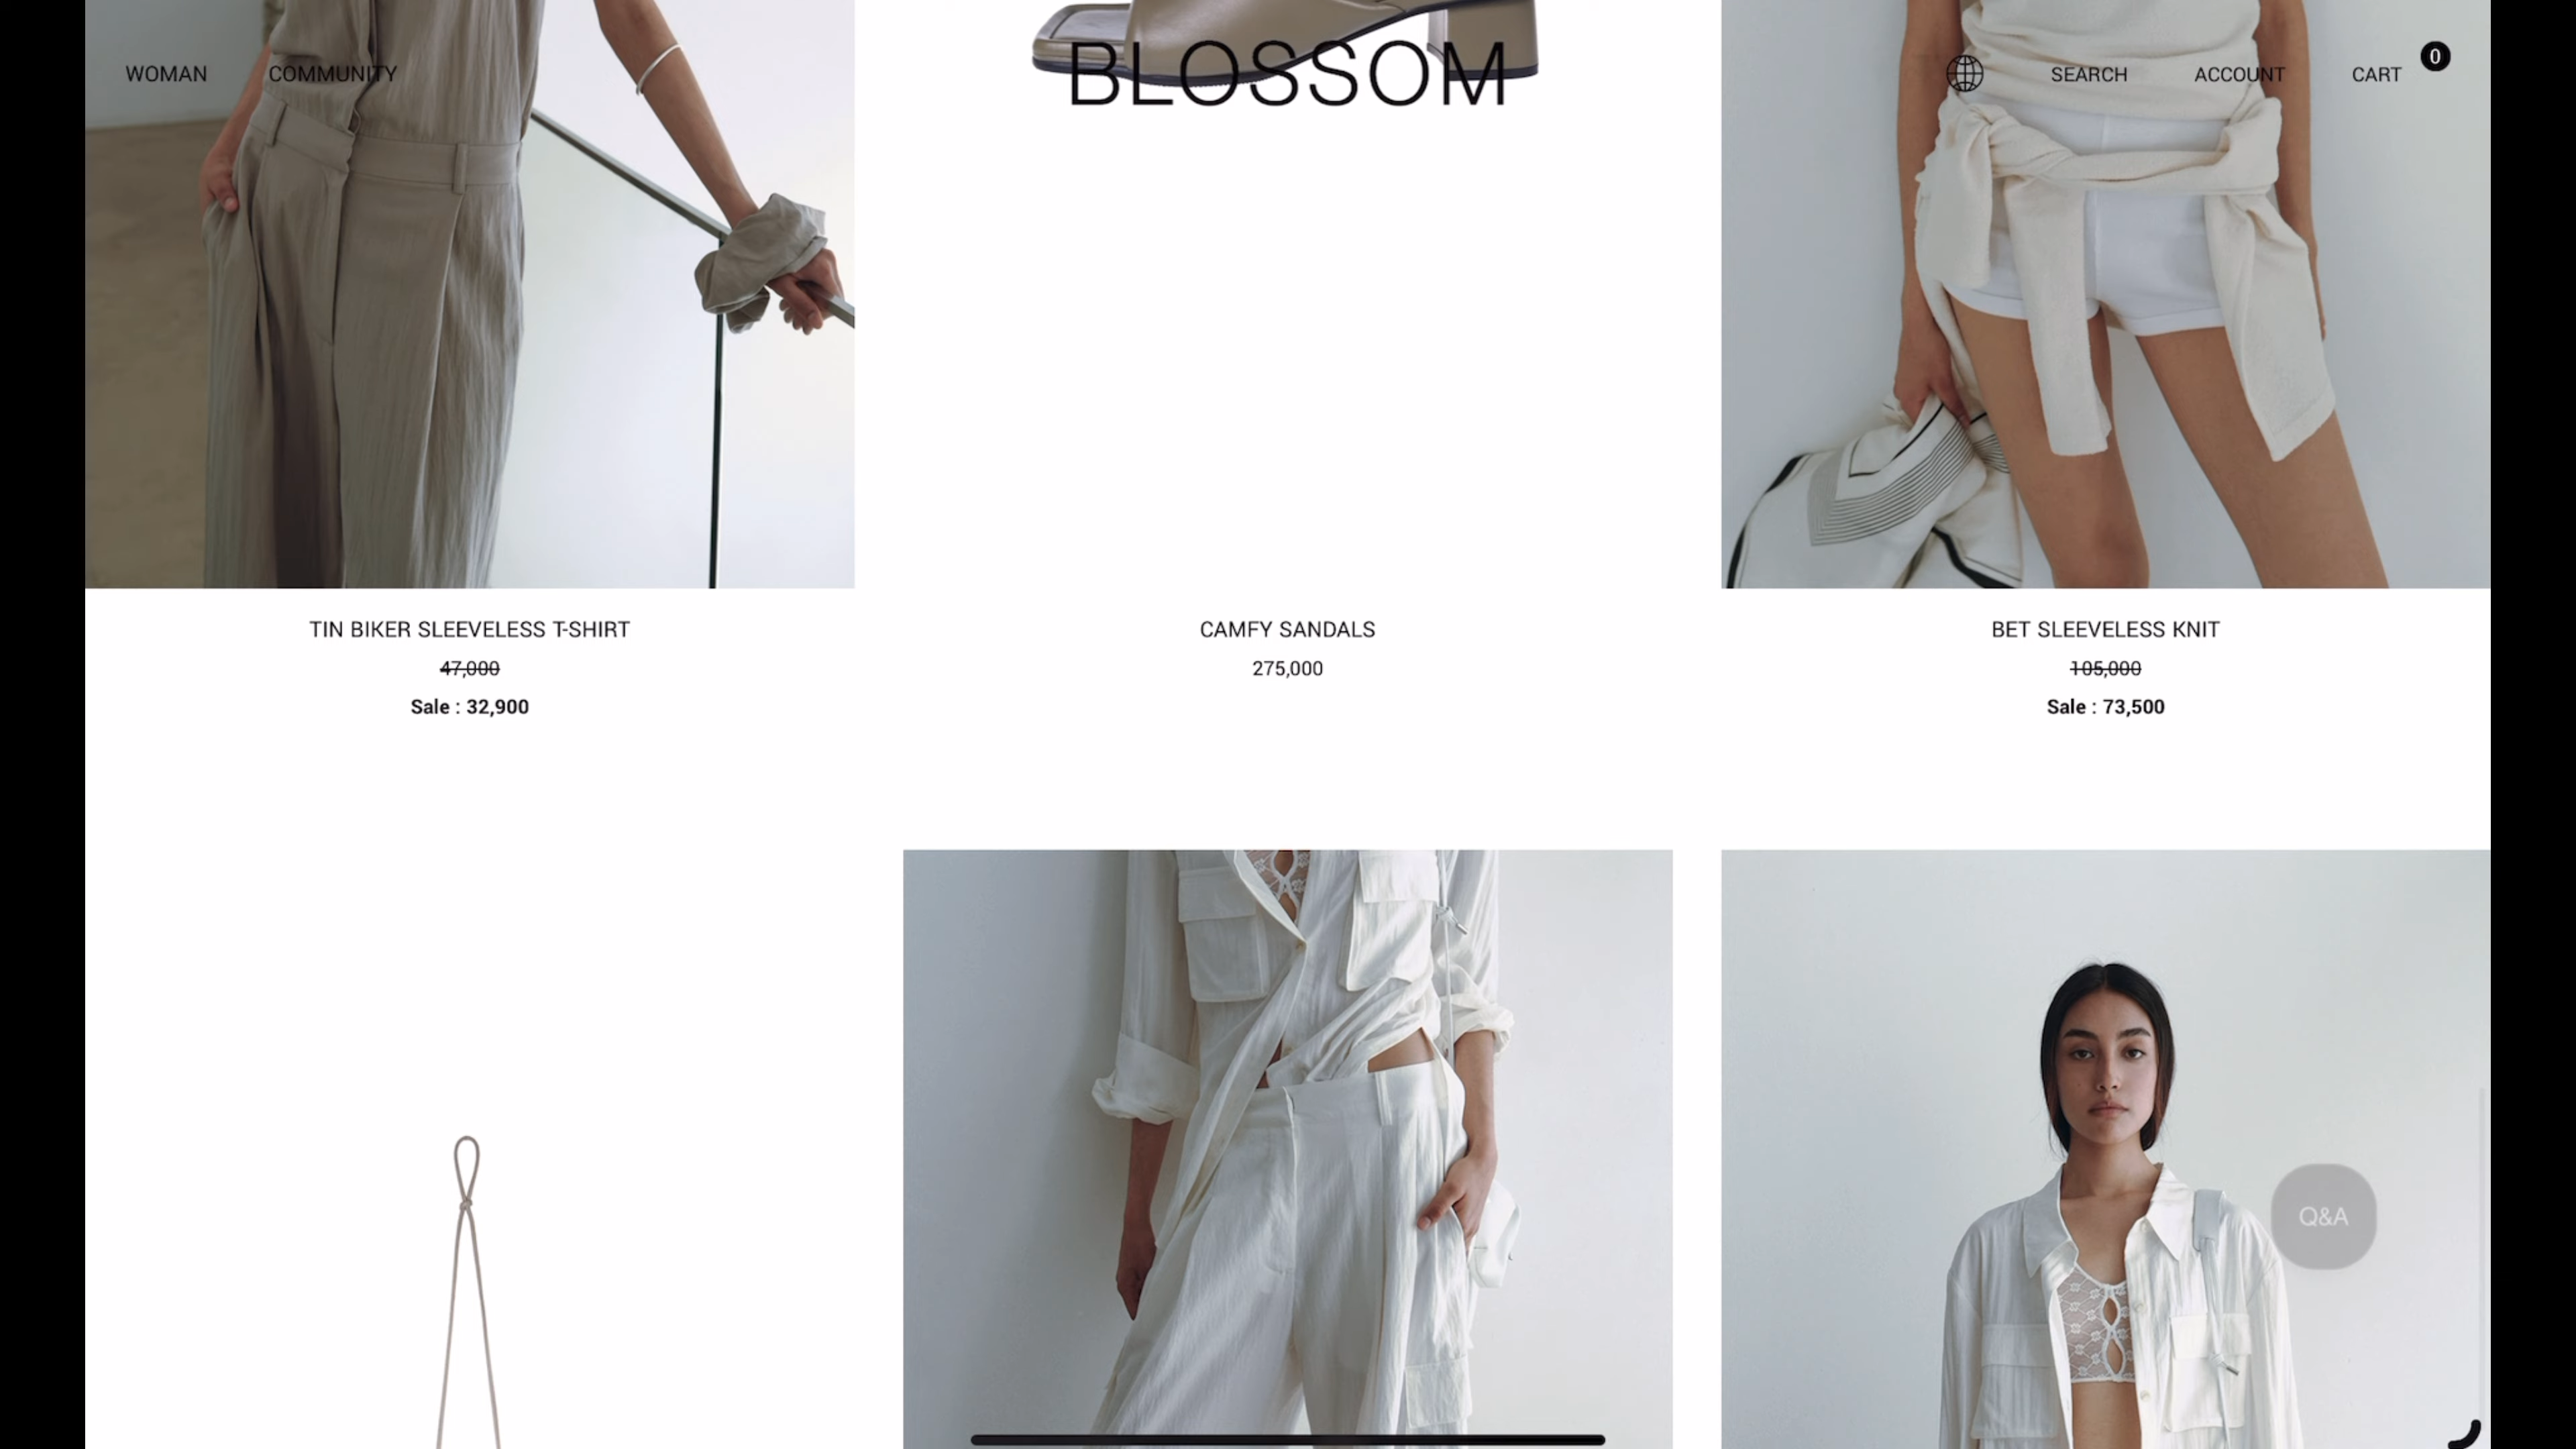 WOMAN COMMUNITY BLOSSOM SEARCH ACCOUNT CART 0
TIN BIKER SLEEVELESS T-SHIRT
47,000
Sale : 32,900
CAMFY SANDALS
275,000
BET SLEEVELESS KNIT
105,000
Sale : 73,500
Q&A